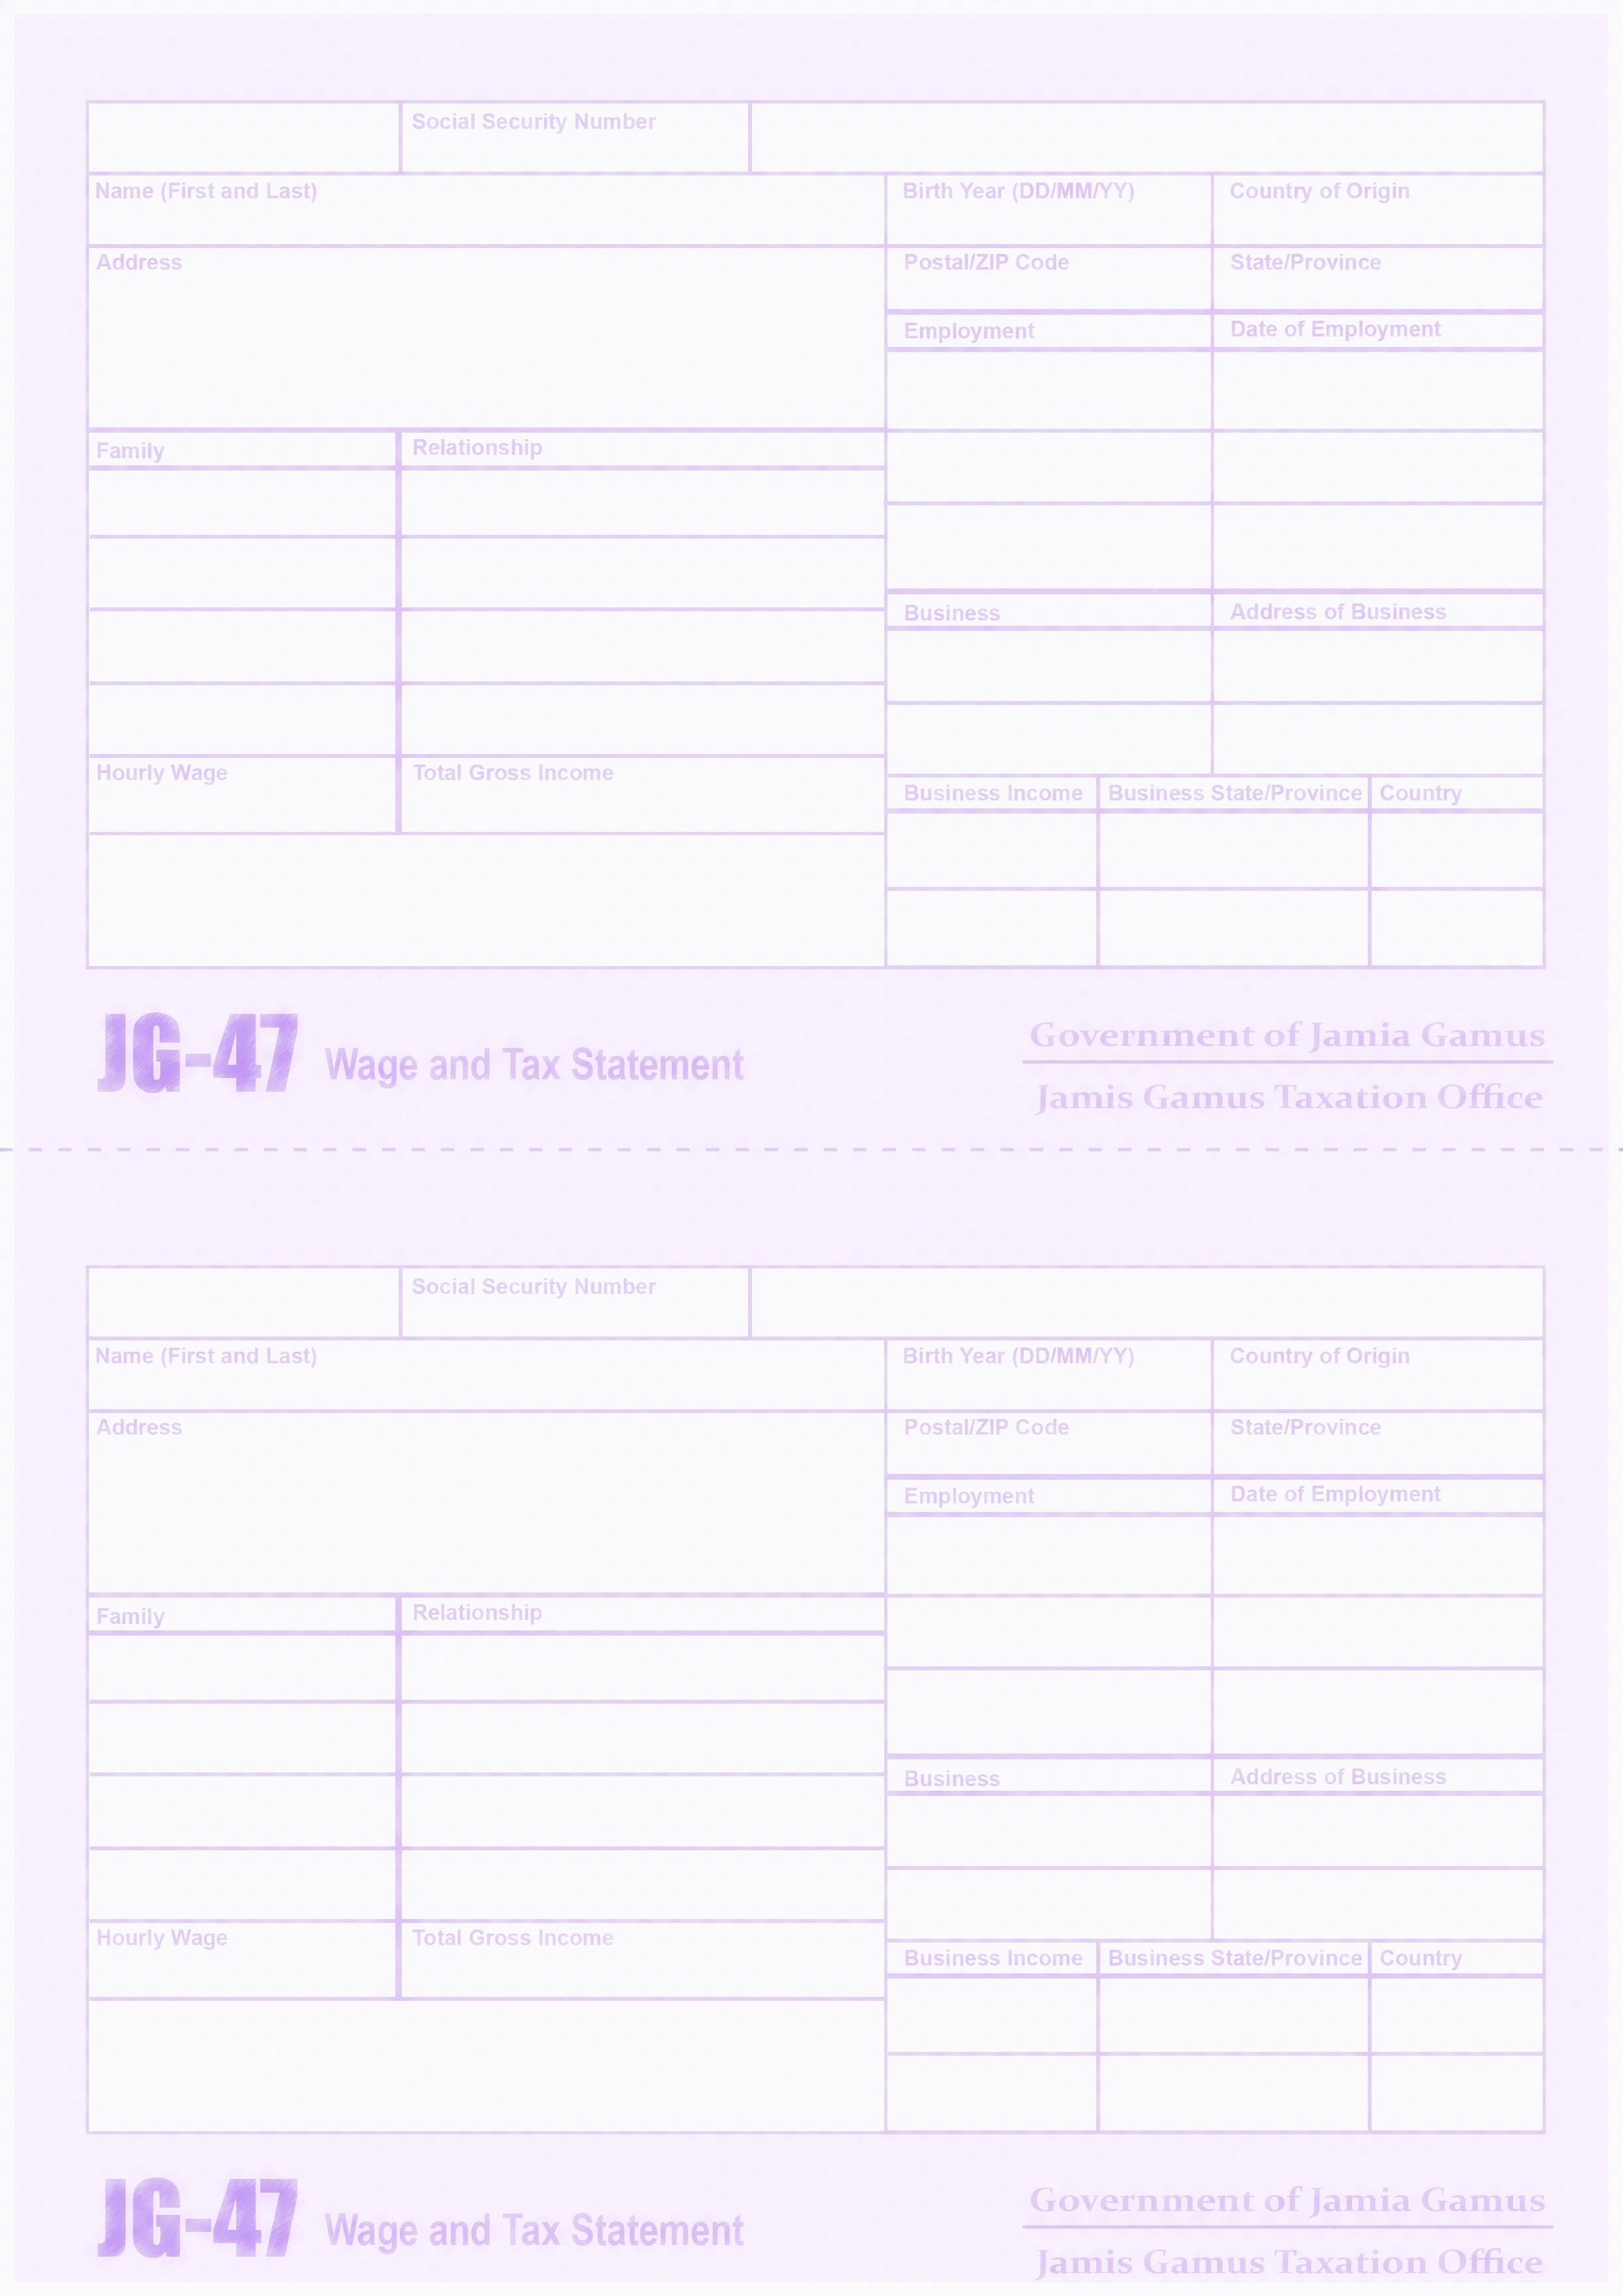 Social Security Number
Name (First and Last) Birth Year (DD/MM/YY) Country of Origin
Address Postal/ZIP Code State/Province
Employment Date of Employment
Family Relationship
Business Address of Business
Hourly Wage Total Gross Income
Business Income Business State/Province Country
JG-47 Wage and Tax Statement
Government of Jamia Gamus
Jamis Gamus Taxation Office
Social Security Number
Name (First and Last) Birth Year (DD/MM/YY) Country of Origin
Address Postal/ZIP Code State/Province
Employment Date of Employment
Family Relationship
Business Address of Business
Hourly Wage Total Gross Income
Business Income Business State/Province Country
JG-47 Wage and Tax Statement
Government of Jamia Gamus
Jamis Gamus Taxation Office